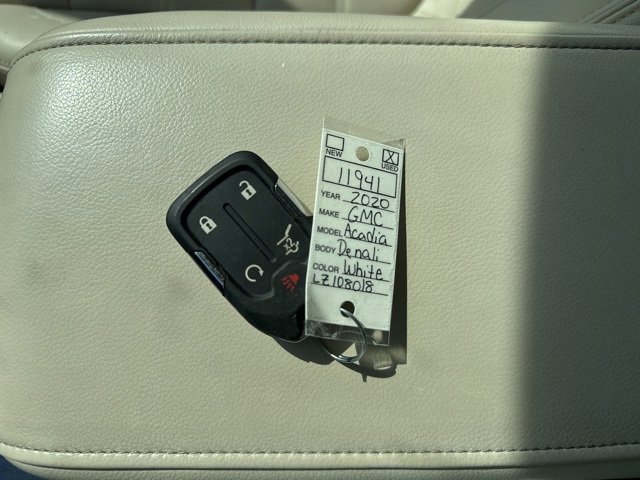 NEW X USED
11941
YEAR 2020
MAKE GMC
MODEL Acadia
BODY Denali
COLOR White
LZ108018